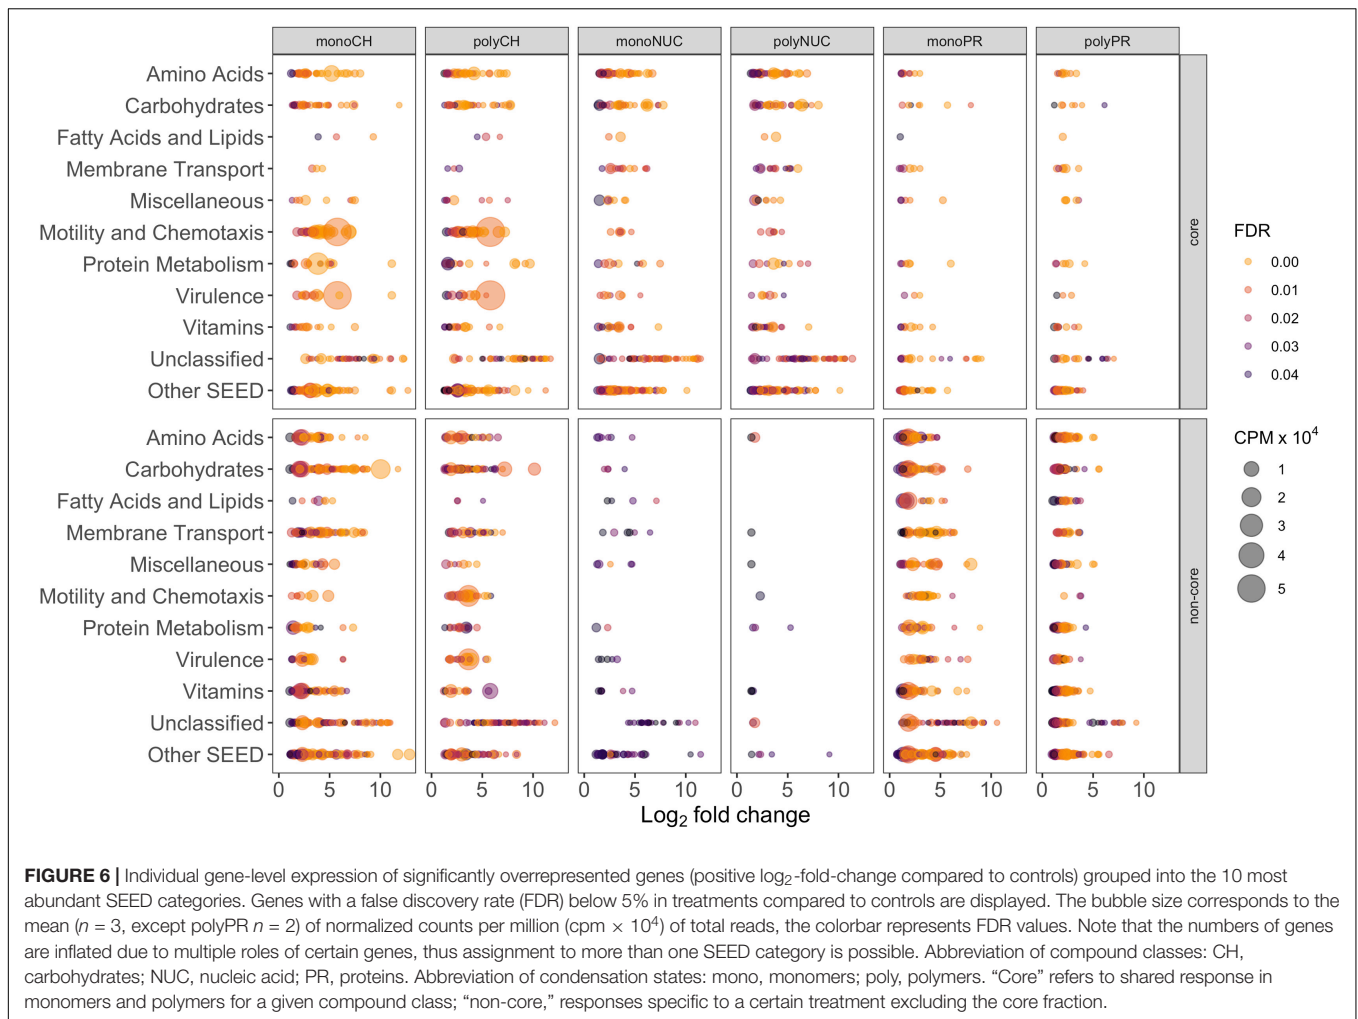 monoCH polyCH monoNUC polyNUC monoPR polyPR
Amino Acids
Carbohydrates
Fatty Acids and Lipids
Membrane Transport
Miscellaneous
Motility and Chemotaxis
Protein Metabolism
Virulence
Vitamins
Unclassified
Other SEED
core
Amino Acids
Carbohydrates
Fatty Acids and Lipids
Membrane Transport
Miscellaneous
Motility and Chemotaxis
Protein Metabolism
Virulence
Vitamins
Unclassified
Other SEED
non-core
0 5 10 0 5 10 0 5 10 0 5 10 0 5 10 0 5 10
Log₂ fold change
FDR
0.00
0.01
0.02
0.03
0.04
CPM x 10⁴
1
2
3
4
5
FIGURE 6 | Individual gene-level expression of significantly overrepresented genes (positive log₂-fold-change compared to controls) grouped into the 10 most
abundant SEED categories. Genes with a false discovery rate (FDR) below 5% in treatments compared to controls are displayed. The bubble size corresponds to the
mean (n = 3, except polyPR n = 2) of normalized counts per million (cpm × 10⁴) of total reads, the colorbar represents FDR values. Note that the numbers of genes
are inflated due to multiple roles of certain genes, thus assignment to more than one SEED category is possible. Abbreviation of compound classes: CH,
carbohydrates; NUC, nucleic acid; PR, proteins. Abbreviation of condensation states: mono, monomers; poly, polymers. “Core” refers to shared response in
monomers and polymers for a given compound class; “non-core,” responses specific to a certain treatment excluding the core fraction.